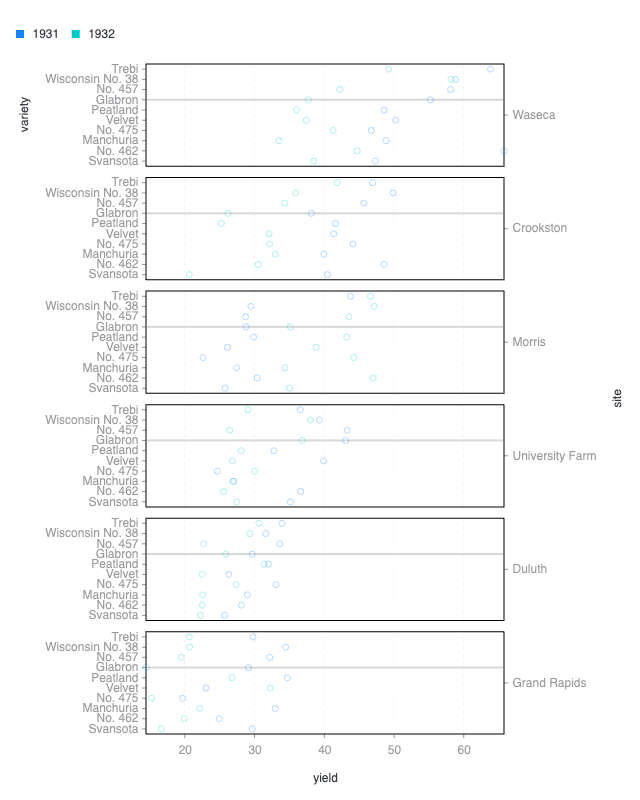 1931 1932
variety
Trebi
Wisconsin No. 38
No. 457
Glabron
Peatland
Velvet
No. 475
Manchuria
No. 462
Svansota
Waseca
Trebi
Wisconsin No. 38
No. 457
Glabron
Peatland
Velvet
No. 475
Manchuria
No. 462
Svansota
Crookston
Trebi
Wisconsin No. 38
No. 457
Glabron
Peatland
Velvet
No. 475
Manchuria
No. 462
Svansota
Morris
site
Trebi
Wisconsin No. 38
No. 457
Glabron
Peatland
Velvet
No. 475
Manchuria
No. 462
Svansota
University Farm
Trebi
Wisconsin No. 38
No. 457
Glabron
Peatland
Velvet
No. 475
Manchuria
No. 462
Svansota
Duluth
Trebi
Wisconsin No. 38
No. 457
Glabron
Peatland
Velvet
No. 475
Manchuria
No. 462
Svansota
Grand Rapids
20 30 40 50 60
yield